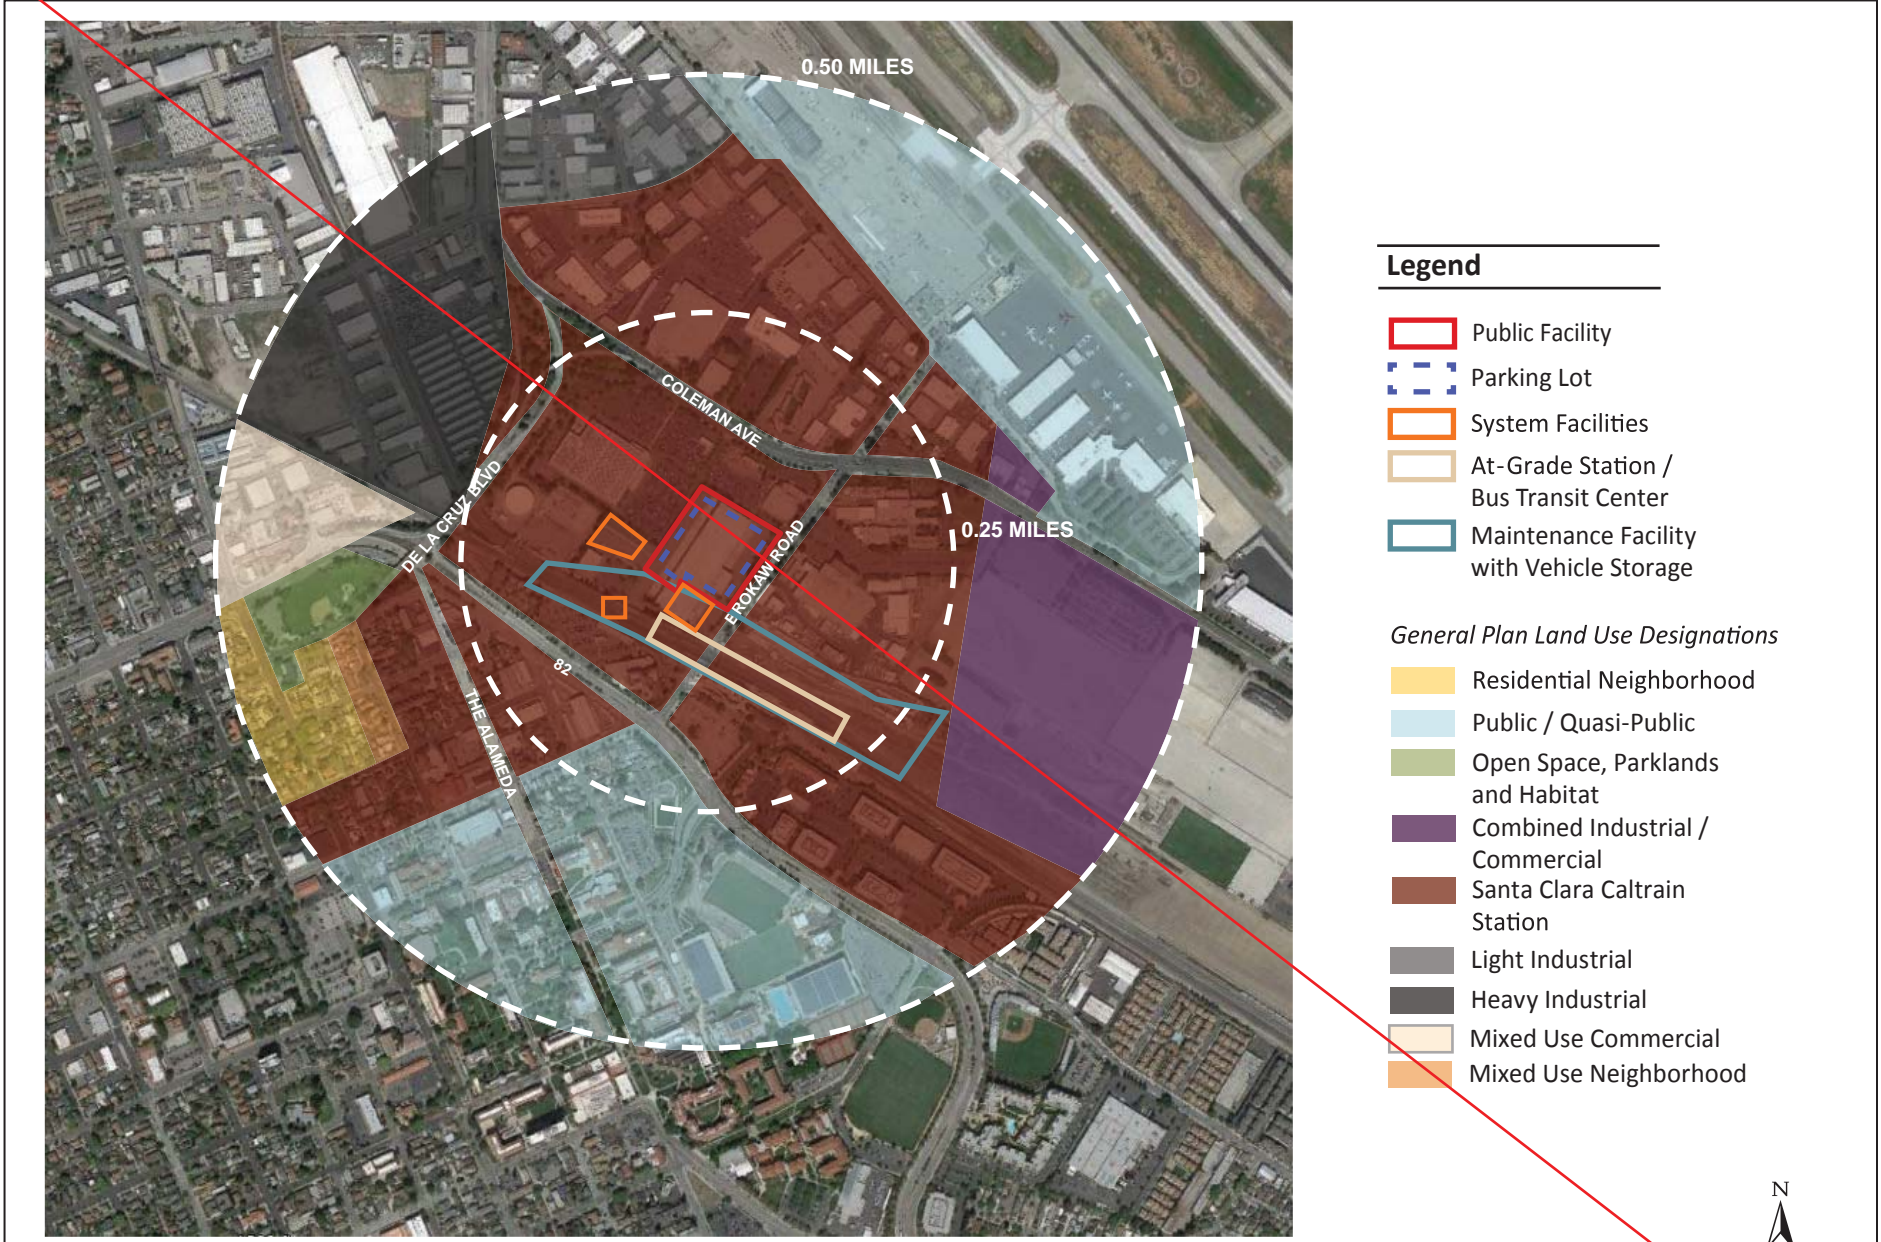 0.50 MILES
COLEMAN AVE
DE LA CRUZ BLVD
0.25 MILES
E ROKAW ROAD
82
THE ALAMEDA
Legend
Public Facility
Parking Lot
System Facilities
At-Grade Station /
Bus Transit Center
Maintenance Facility
with Vehicle Storage
General Plan Land Use Designations
Residential Neighborhood
Public / Quasi-Public
Open Space, Parklands
and Habitat
Combined Industrial /
Commercial
Santa Clara Caltrain
Station
Light Industrial
Heavy Industrial
Mixed Use Commercial
Mixed Use Neighborhood
N